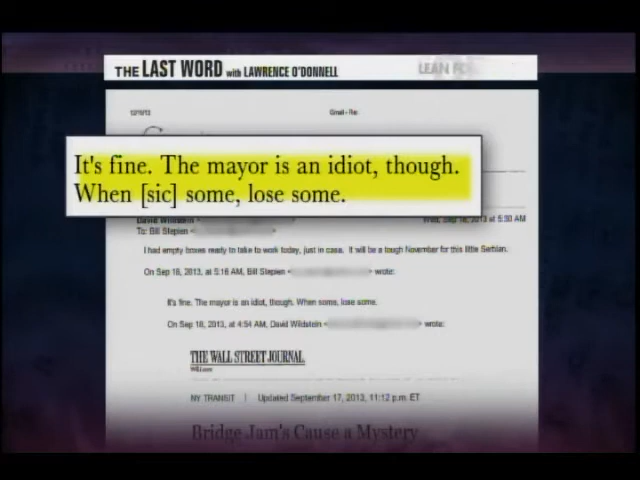 THE LAST WORD WITH LAWRENCE O'DONNELL
LEAN
12/10/13
Gmail - Re:
It's fine. The mayor is an idiot, though.
When [sic] some, lose some.
David Wildstein
Wed, Sep 18, 2013 at 5:30 AM
To: Bill Stepien <
I had empty boxes ready to take to work today, just in case. It will be a tough November for this little Serbian.
On Sep 18, 2013, at 5:16 AM, Bill Stepien < > wrote:
It's fine. The mayor is an idiot, though. When some, lose some.
On Sep 18, 2013, at 4:54 AM, David Wildstein < > wrote:
THE WALL STREET JOURNAL.
WSJ.com
NY TRANSIT | Updated September 17, 2013, 11:12 p.m. ET
Bridge Jam's Cause a Mystery